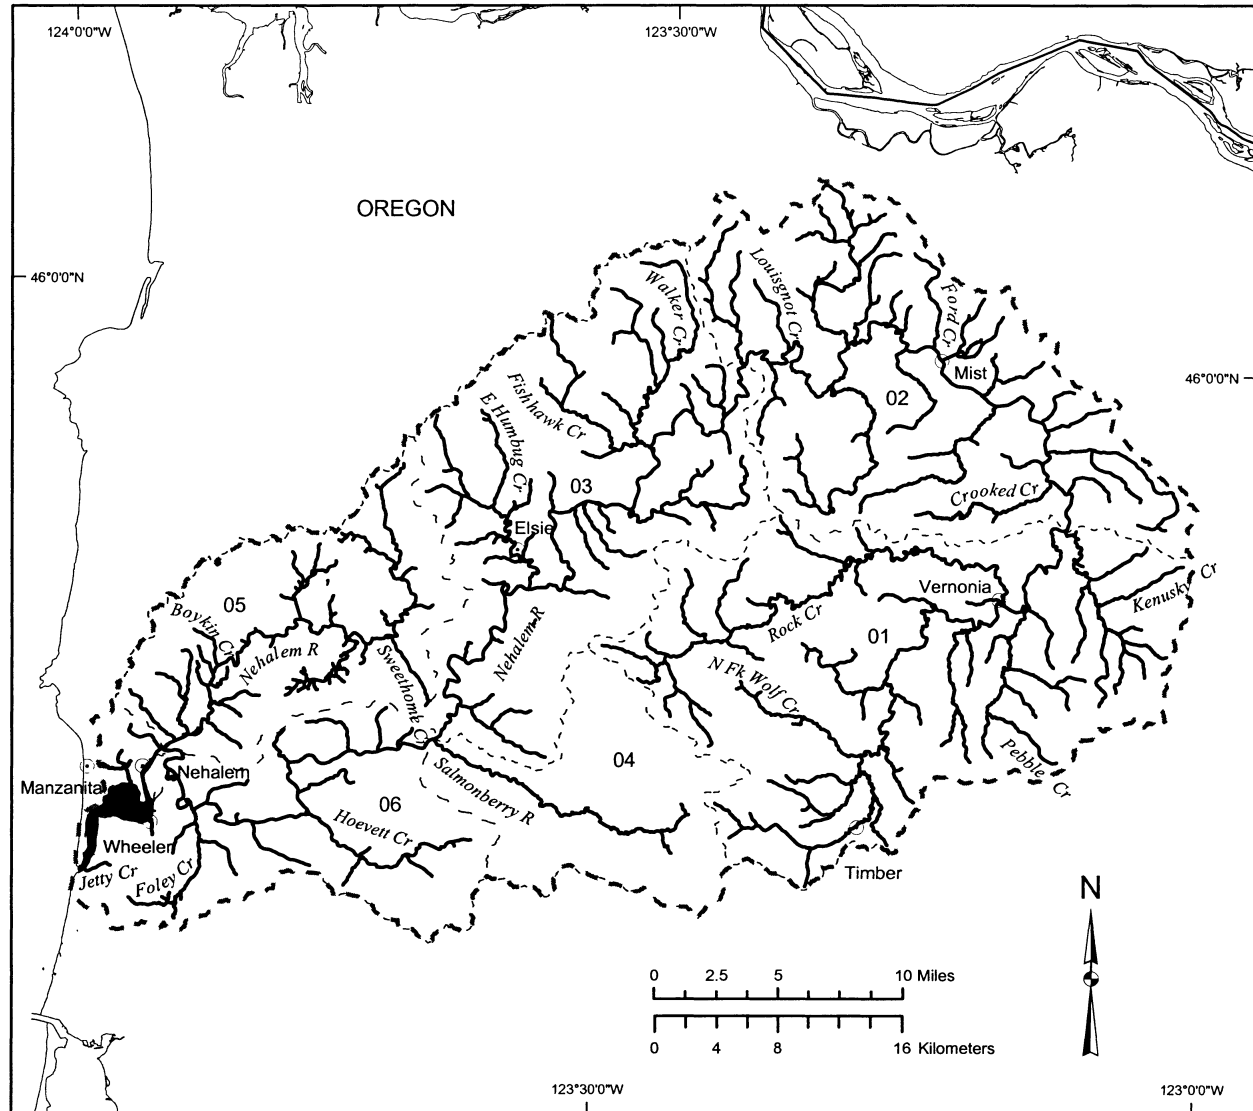 124°0'0"W
123°30'0"W
OREGON
46°0'0"N
Walker Cr
Louisgnot Cr
Ford Cr
Mist
46°0'0"N
02
Fishhawk Cr
E Humbug Cr
03
Crooked Cr
Elsie
Vernonia
Kenusky Cr
05
Boykin Cr
Rock Cr
01
Nehalem R
Nehalem R
Sweethome Cr
N Fk Wolf Cr
Pebble Cr
04
Nehalem
Manzanita
Salmonberry R
06
Hoevett Cr
Wheeler
Jetty Cr
Foley Cr
Timber
N
0 2.5 5 10 Miles
0 4 8 16 Kilometers
123°30'0"W
123°0'0"W